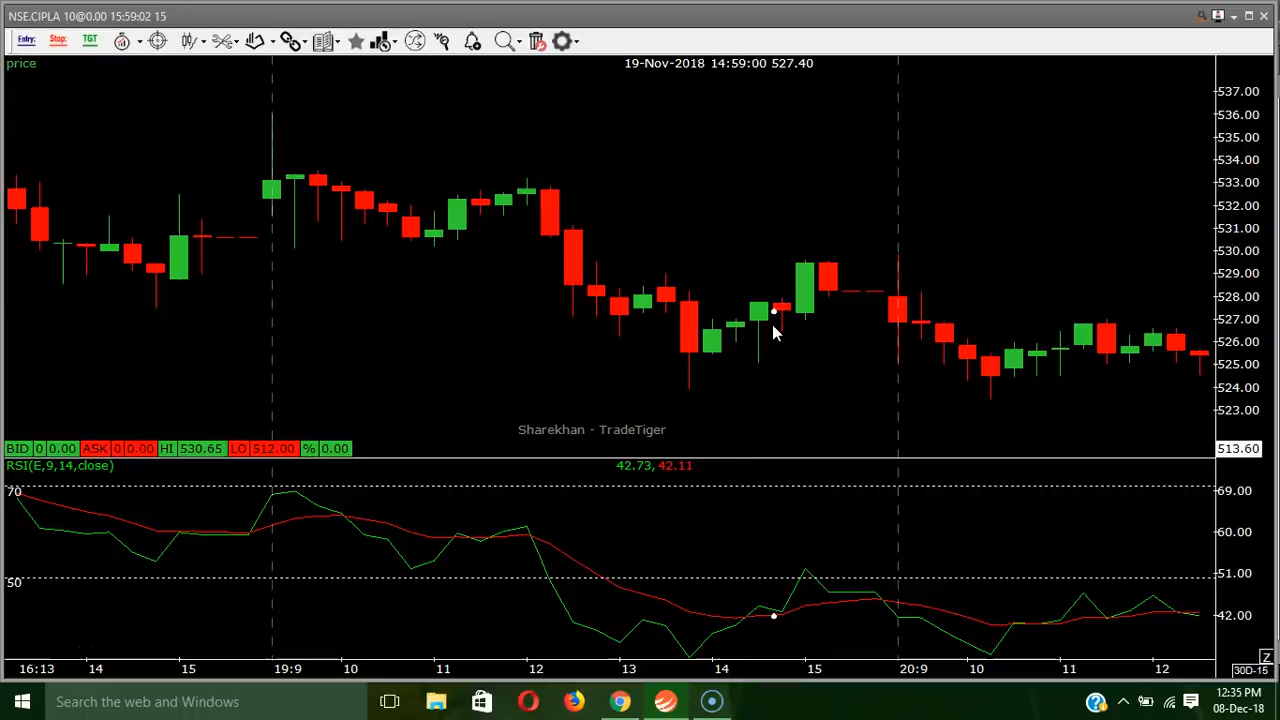 NSE.CIPLA 10@0.00 15:59:02 15
Entry: Stop: TGT
price
19-Nov-2018 14:59:00 527.40
537.00
536.00
535.00
534.00
533.00
532.00
531.00
530.00
529.00
528.00
527.00
526.00
525.00
524.00
523.00
Sharekhan - TradeTiger
BID 0 0.00 ASK 0 0.00 HI 530.65 LO 512.00 % 0.00
513.60
RSI(E,9,14,close)
42.73, 42.11
70
69.00
60.00
50
51.00
42.00
16:13 14 15 19:9 10 11 12 13 14 15 20:9 10 11 12
Z
30D-15
Search the web and Windows
12:35 PM
08-Dec-18